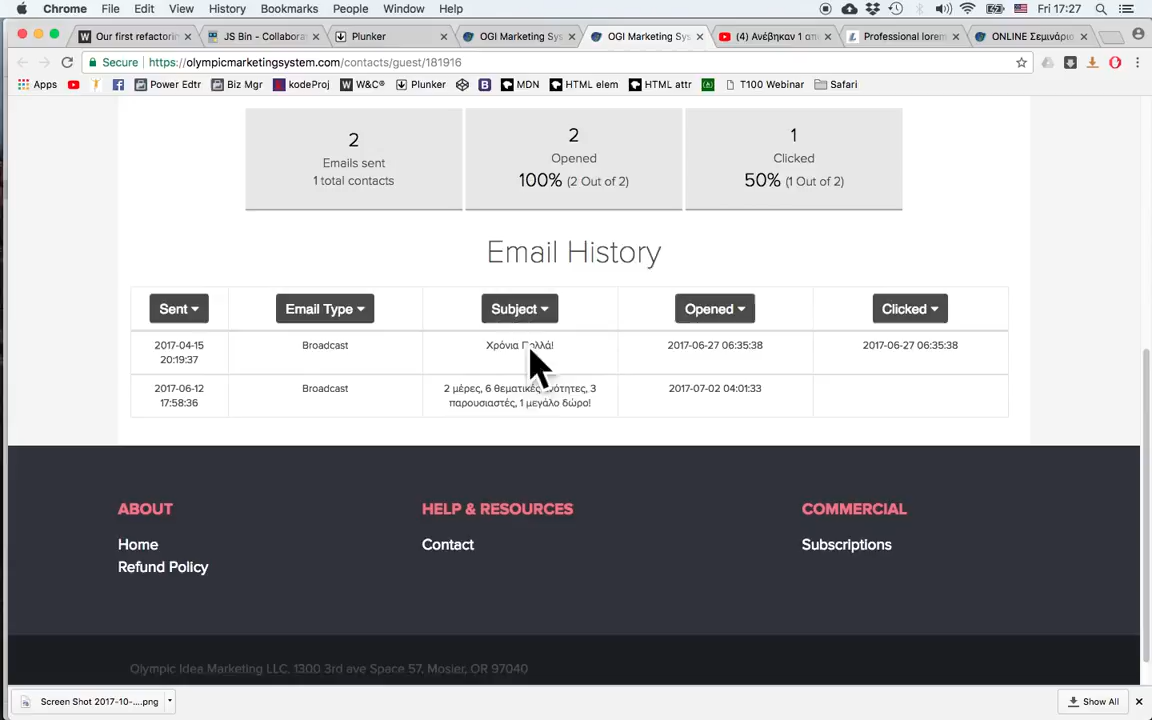 Chrome File Edit View History Bookmarks People Window Help Fri 17:27
Our first refactorin JS Bin - Collabora Plunker OGI Marketing Sys OGI Marketing Sys (4) Ανέβηκαν 1 απ Professional lorem ONLINE Σεμινάριο
Secure https://olympicmarketingsystem.com/contacts/guest/181916
Apps Power Edtr Biz Mgr kodeProj W&C® Plunker MDN HTML elem HTML attr T100 Webinar Safari
2 2 1
Emails sent Opened Clicked
1 total contacts 100% (2 Out of 2) 50% (1 Out of 2)
Email History
Sent Email Type Subject Opened Clicked
2017-04-15 Broadcast Χρόνια Πολλά! 2017-06-27 06:35:38 2017-06-27 06:35:38
20:19:37
2017-06-12 Broadcast 2 μέρες, 6 θεματικές ενότητες, 3 2017-07-02 04:01:33
17:58:36 παρουσιαστές, 1 μεγάλο δώρο!
ABOUT HELP & RESOURCES COMMERCIAL
Home Contact Subscriptions
Refund Policy
Olympic Idea Marketing LLC. 1300 3rd ave Space 57, Mosier, OR 97040
Screen Shot 2017-10-....png Show All